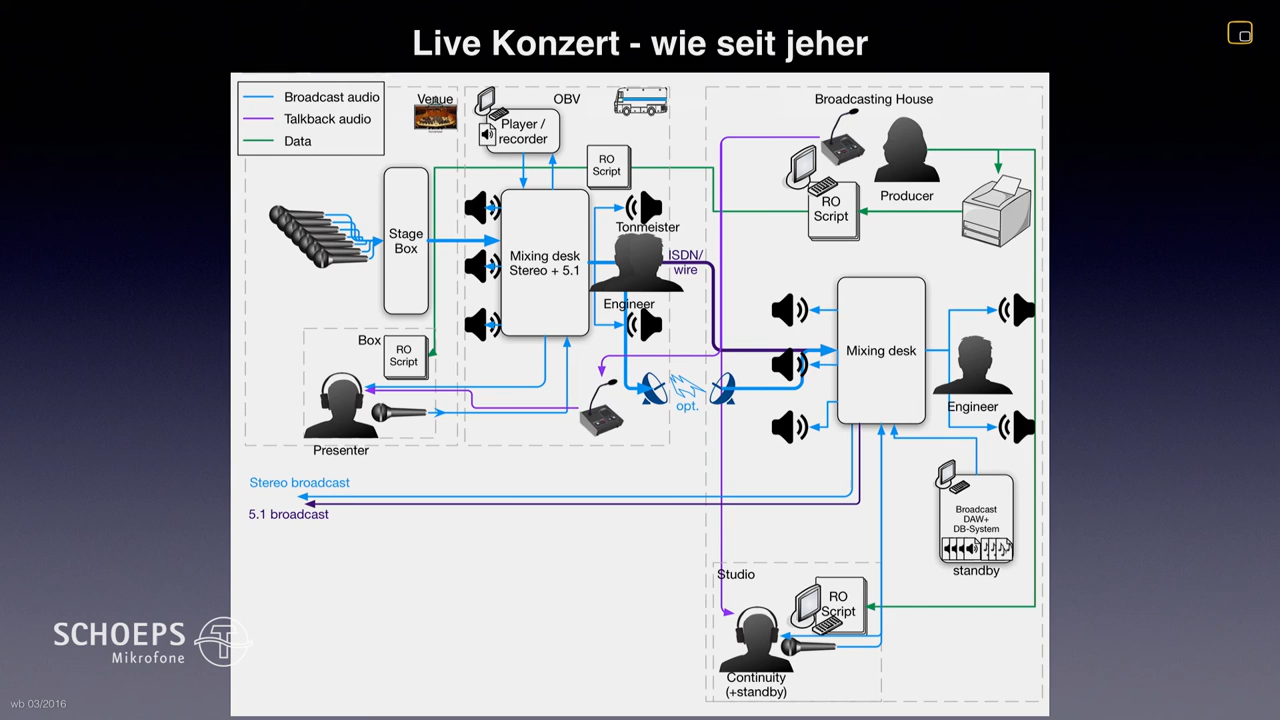 Live Konzert - wie seit jeher
Broadcast audio
Talkback audio
Data
Venue
OBV
Broadcasting House
Player /
recorder
RO
Script
Producer
RO
Script
Stage
Box
Mixing desk
Stereo + 5.1
Tonmeister
ISDN/
wire
Engineer
Box
RO
Script
Mixing desk
opt.
Engineer
Presenter
Stereo broadcast
5.1 broadcast
Broadcast
DAW+
DB-System
standby
Studio
RO
Script
Continuity
(+standby)
SCHOEPS
Mikrofone
wb 03/2016